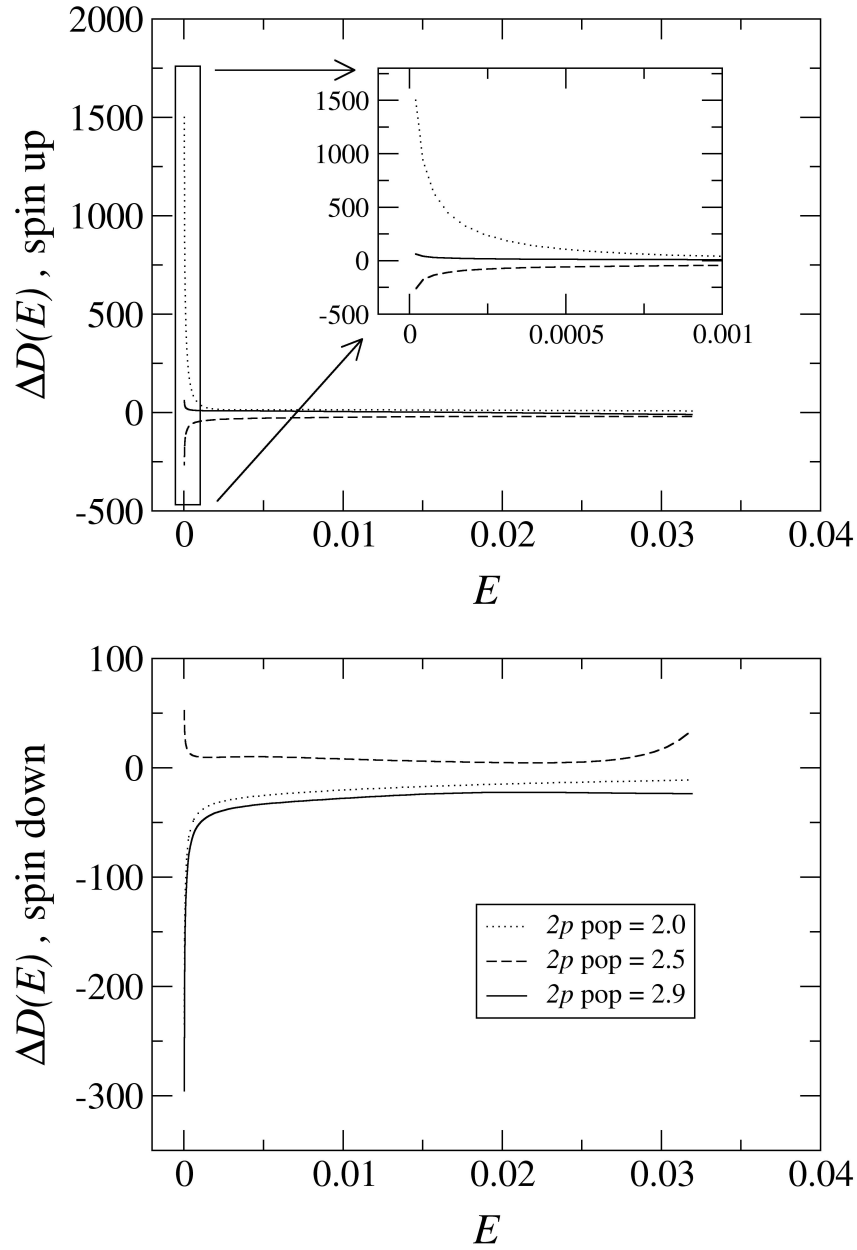 2000
1500
1000
500
0
-500
ΔD(E) , spin up
1500
1000
500
0
-500
0 0.0005 0.001
0 0.01 0.02 0.03 0.04
E
100
0
-100
-200
-300
ΔD(E) , spin down
2p pop = 2.0
2p pop = 2.5
2p pop = 2.9
0 0.01 0.02 0.03 0.04
E